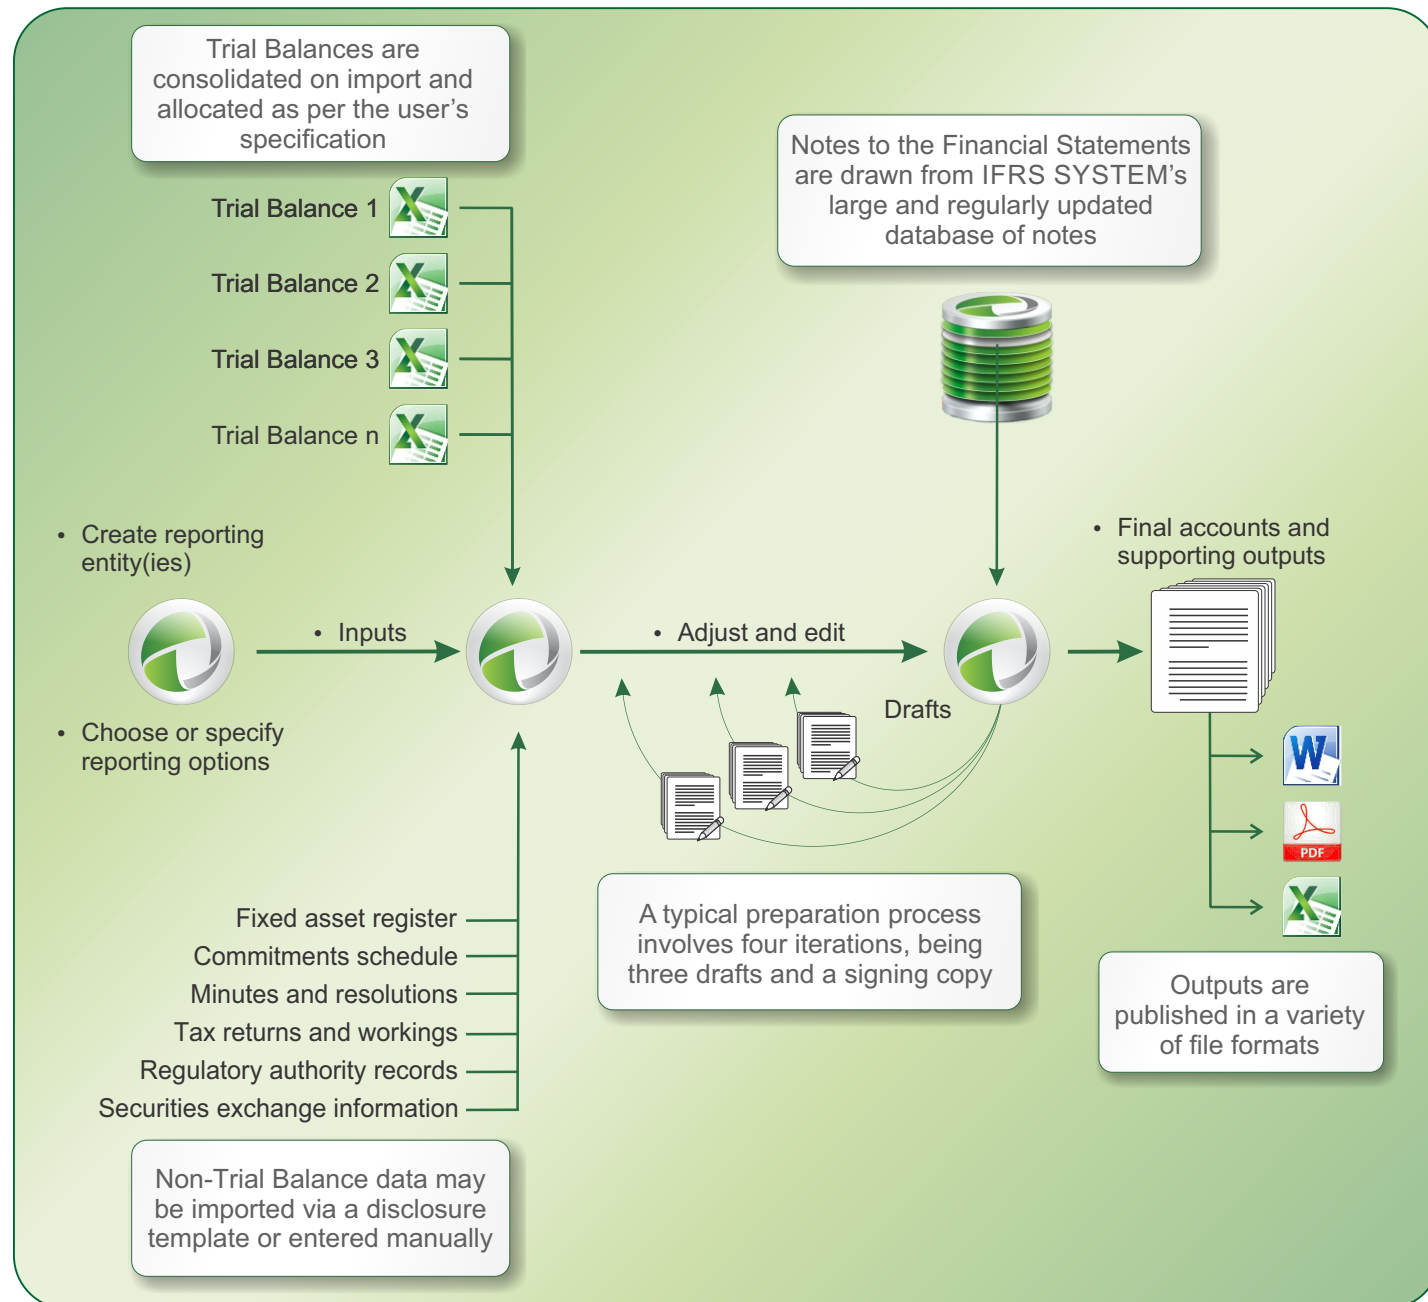 Trial Balances are
consolidated on import and
allocated as per the user’s
specification
Notes to the Financial Statements
are drawn from IFRS SYSTEM’s
large and regularly updated
database of notes
Trial Balance 1
Trial Balance 2
Trial Balance 3
Trial Balance n
• Create reporting
entity(ies)
• Final accounts and
supporting outputs
• Inputs
• Adjust and edit
• Choose or specify
reporting options
Drafts
W
PDF
Fixed asset register
Commitments schedule
Minutes and resolutions
Tax returns and workings
Regulatory authority records
Securities exchange information
A typical preparation process
involves four iterations, being
three drafts and a signing copy
Outputs are
published in a variety
of file formats
Non-Trial Balance data may
be imported via a disclosure
template or entered manually